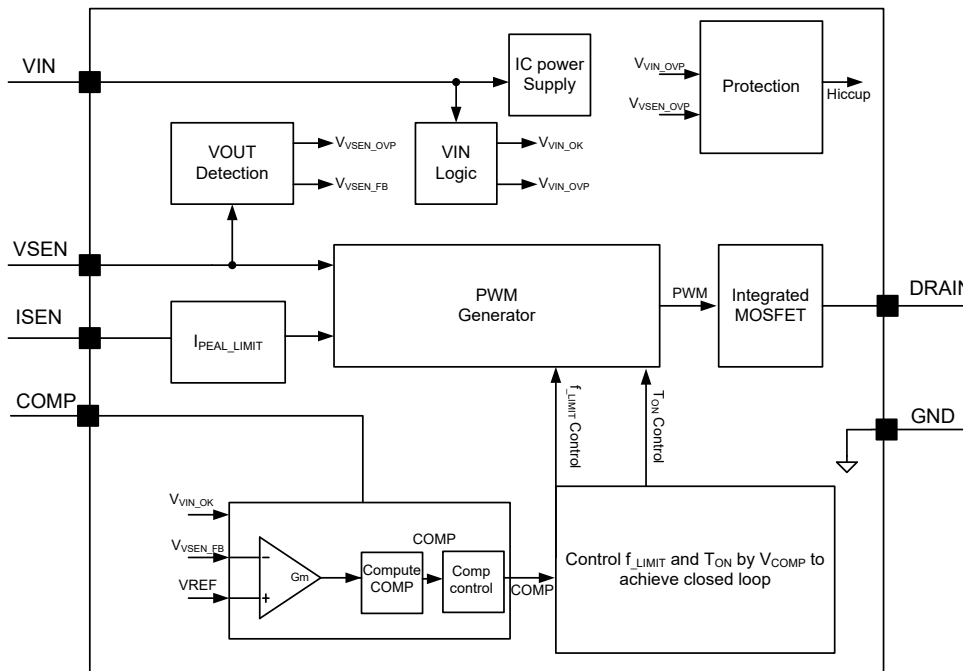 VIN
IC power
Supply
V_VIN_OVP
V_VSEN_OVP
Protection
Hiccup
VOUT
Detection
V_VSEN_OVP
V_VSEN_FB
VIN
Logic
V_VIN_OK
V_VIN_OVP
VSEN
ISEN
I_PEAL_LIMIT
PWM
Generator
PWM
Integrated
MOSFET
DRAIN
COMP
f_LIMIT Control
T_ON Control
GND
V_VIN_OK
V_VSEN_FB
VREF
−
+
Gm
Compute
COMP
COMP
Comp
control
COMP
Control f_LIMIT and T_ON by V_COMP to
achieve closed loop